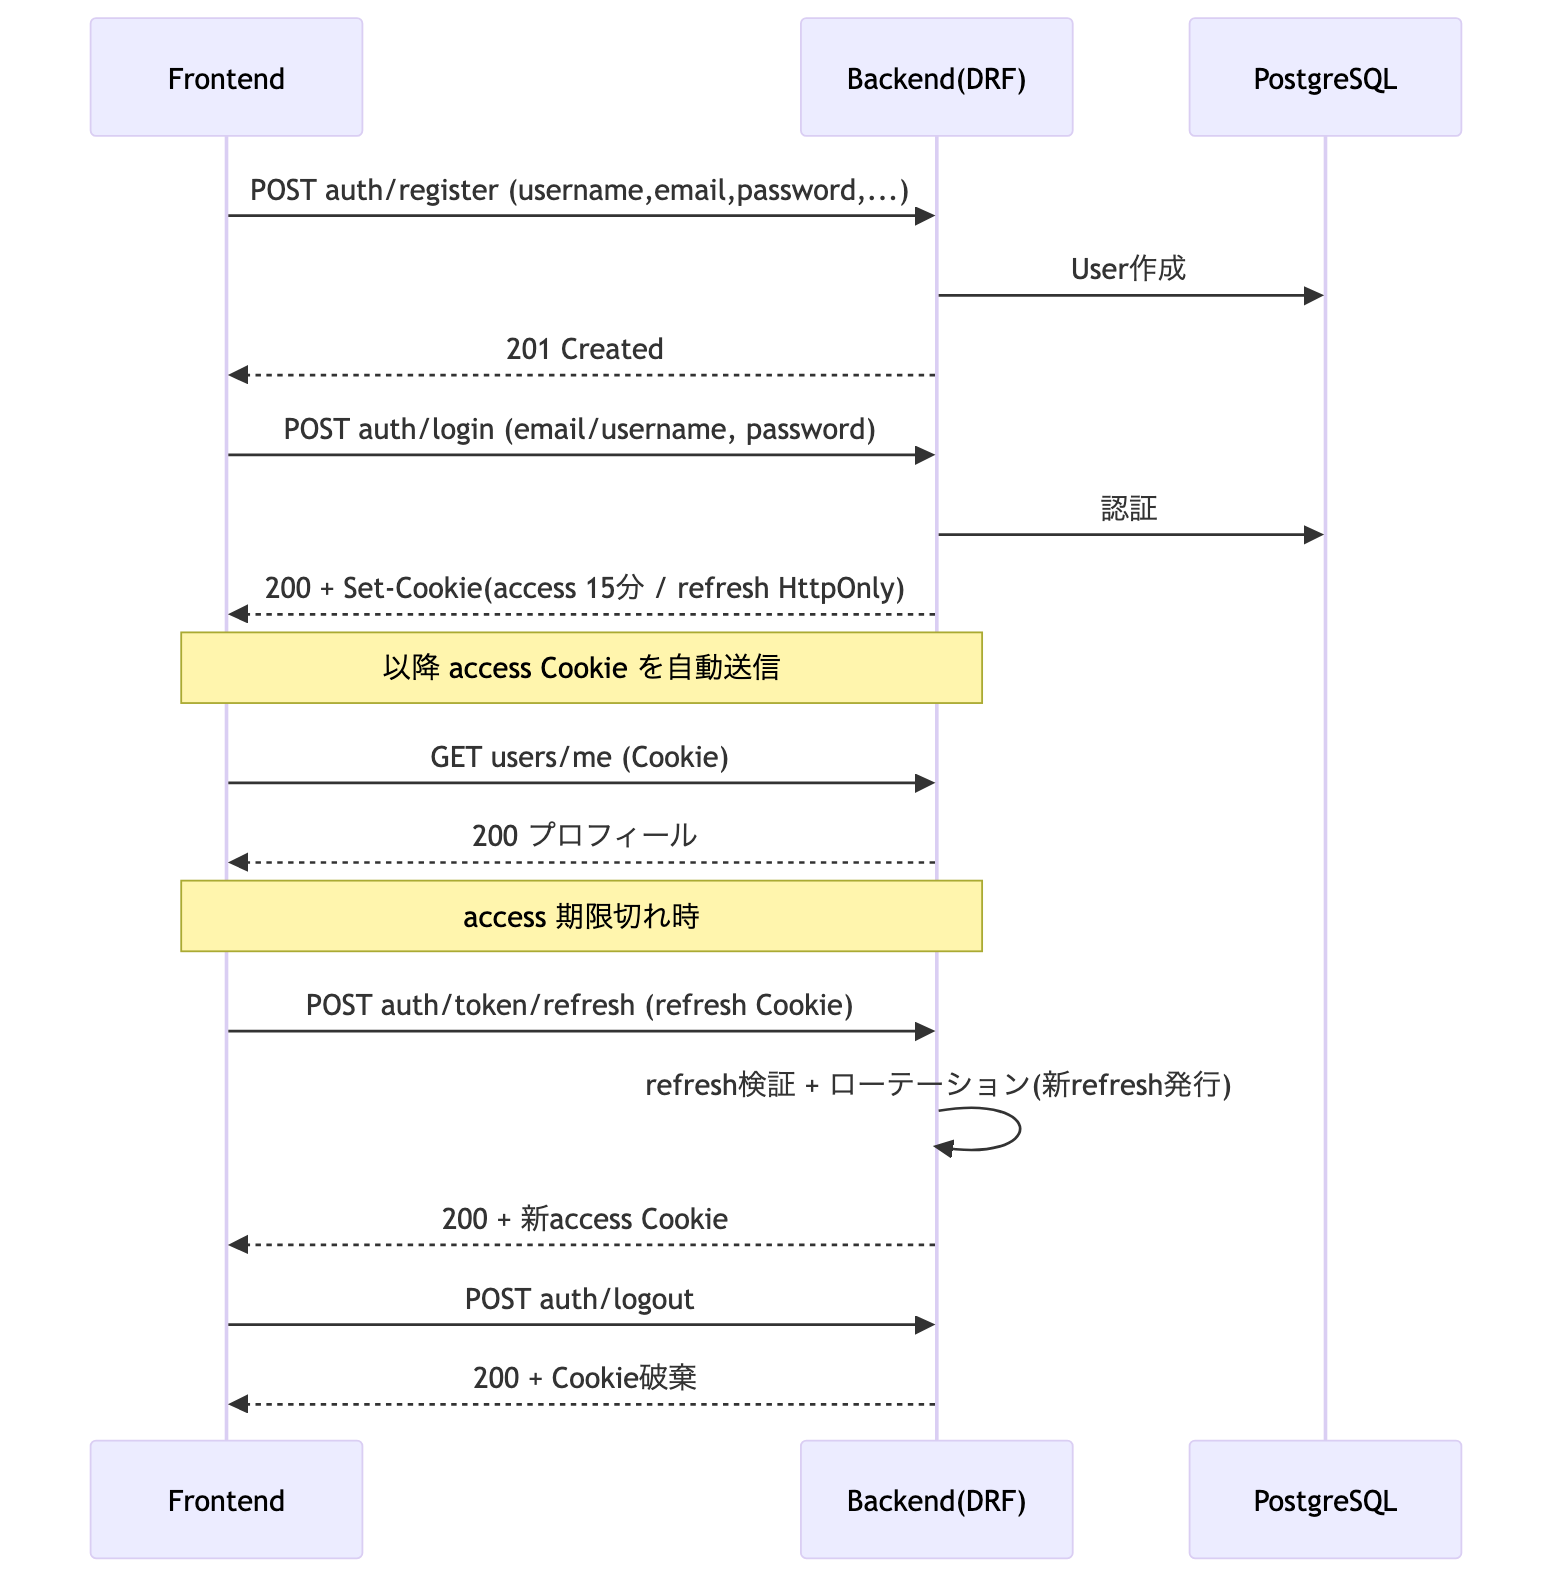 Frontend
Backend(DRF)
PostgreSQL
POST auth/register (username,email,password,...)
User作成
201 Created
POST auth/login (email/username, password)
認証
200 + Set-Cookie(access 15分 / refresh HttpOnly)
以降 access Cookie を自動送信
GET users/me (Cookie)
200 プロフィール
access 期限切れ時
POST auth/token/refresh (refresh Cookie)
refresh検証 + ローテーション(新refresh発行)
200 + 新access Cookie
POST auth/logout
200 + Cookie破棄
Frontend
Backend(DRF)
PostgreSQL